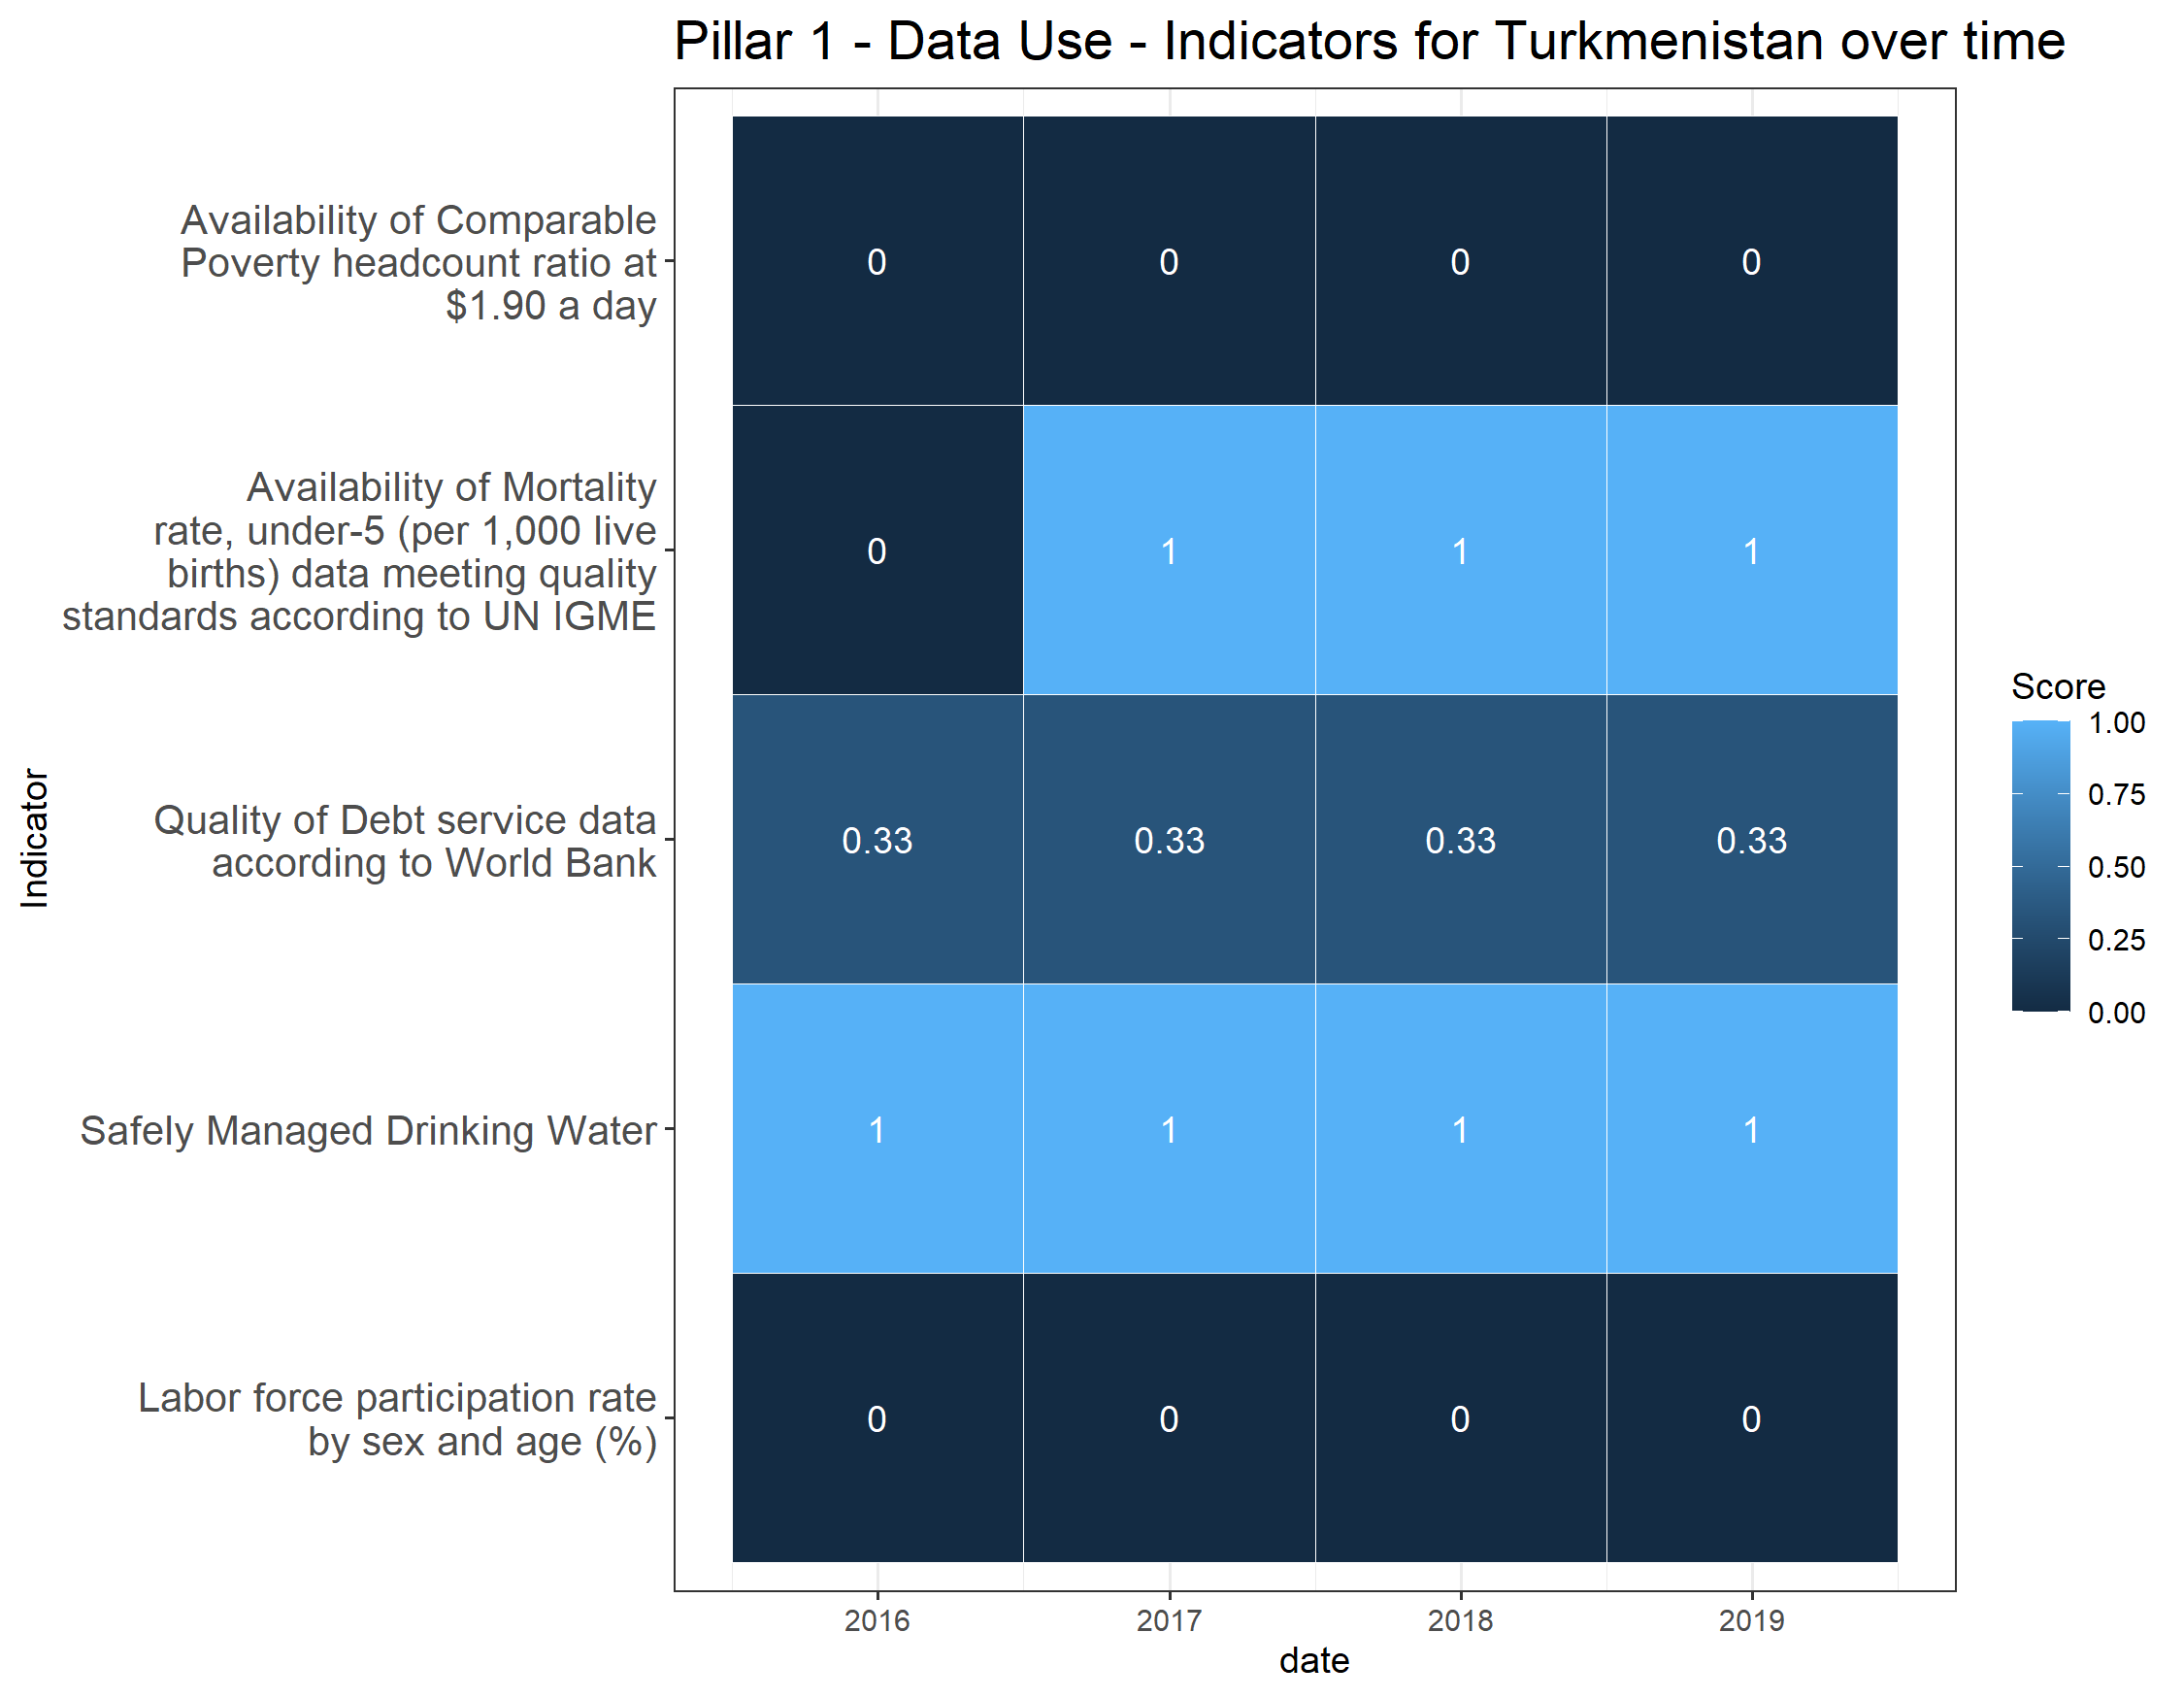 Pillar 1 - Data Use - Indicators for Turkmenistan over time
Indicator
Availability of Comparable
Poverty headcount ratio at
$1.90 a day
0 0 0 0
Availability of Mortality
rate, under-5 (per 1,000 live
births) data meeting quality
standards according to UN IGME
0 1 1 1
Quality of Debt service data
according to World Bank
0.33 0.33 0.33 0.33
Safely Managed Drinking Water
1 1 1 1
Labor force participation rate
by sex and age (%)
0 0 0 0
2016 2017 2018 2019
date
Score
1.00
0.75
0.50
0.25
0.00